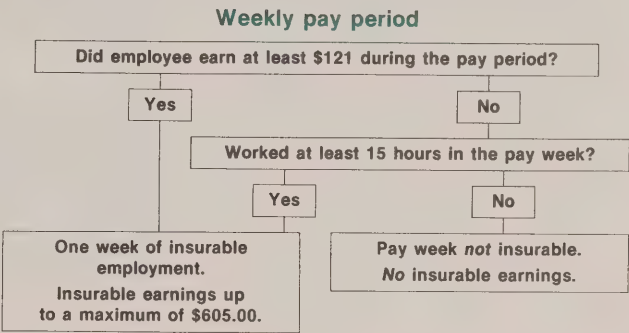 Weekly pay period
Did employee earn at least $121 during the pay period?
Yes
No
Worked at least 15 hours in the pay week?
Yes
No
One week of insurable
employment.
Insurable earnings up
to a maximum of $605.00.
Pay week not insurable.
No insurable earnings.